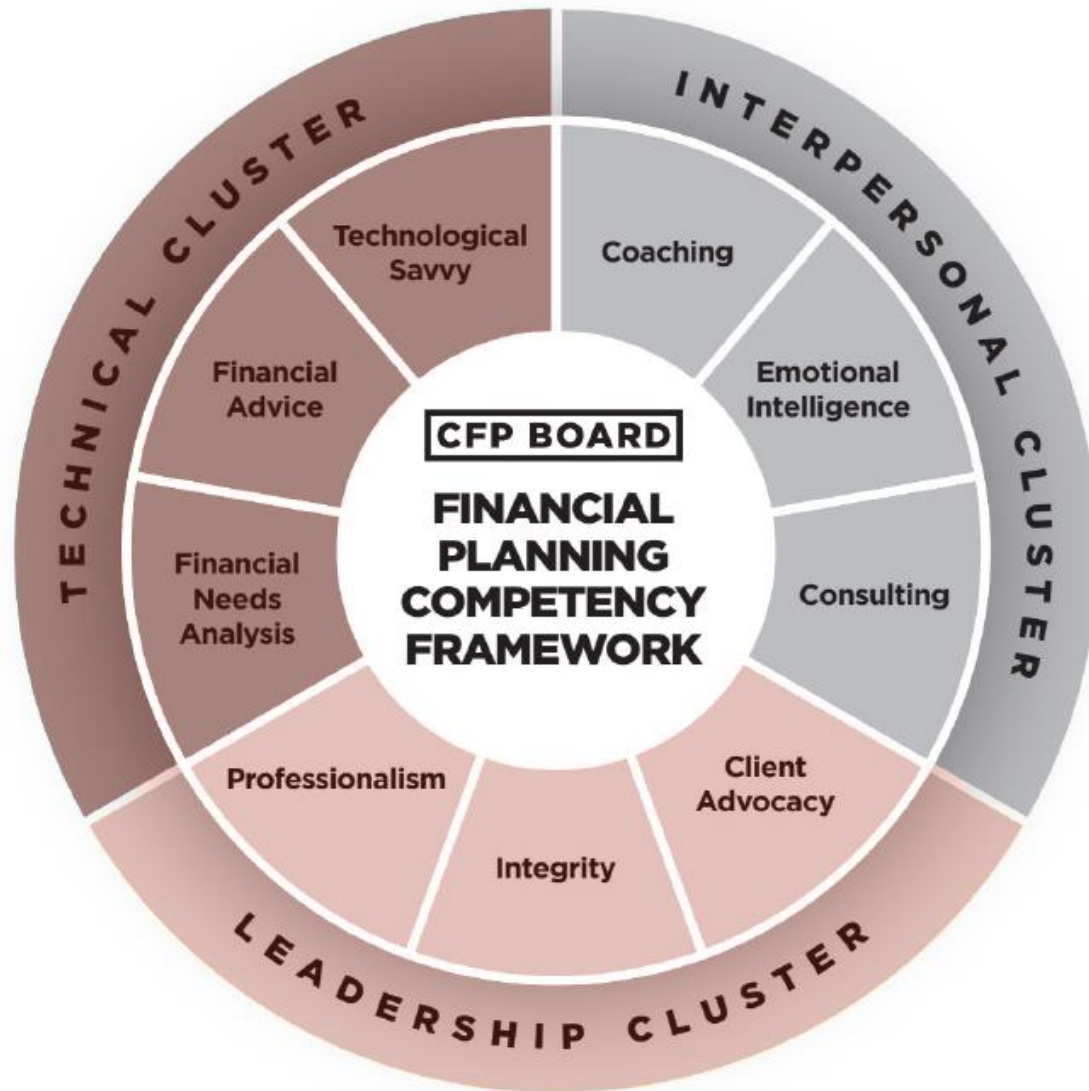 CFP BOARD
FINANCIAL
PLANNING
COMPETENCY
FRAMEWORK
TECHNICAL CLUSTER
Technological
Savvy
Financial
Advice
Financial
Needs
Analysis
INTERPERSONAL CLUSTER
Coaching
Emotional
Intelligence
Consulting
LEADERSHIP CLUSTER
Client
Advocacy
Integrity
Professionalism